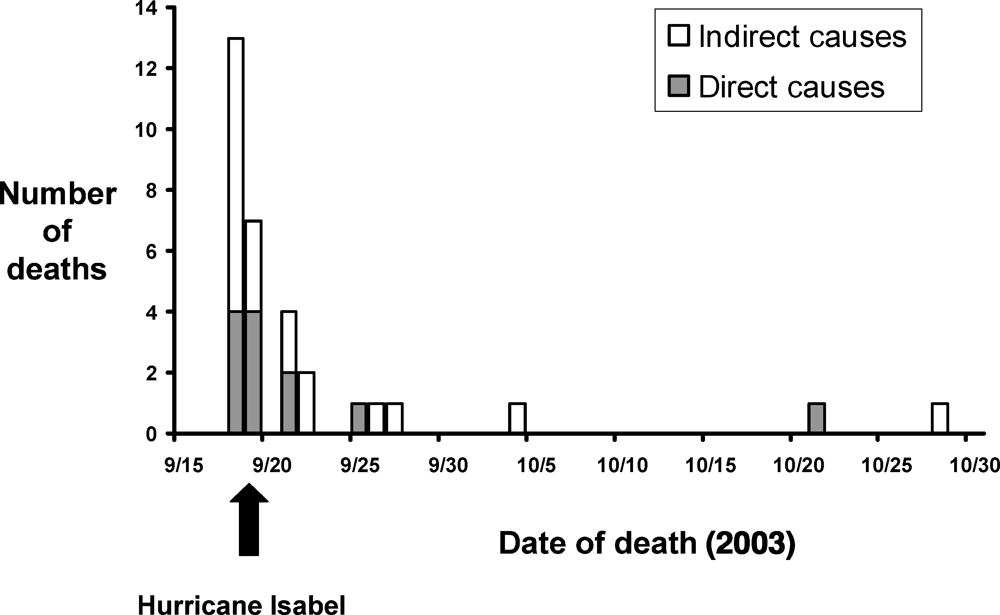 14
12
10
8
6
4
2
0
Number
of
deaths
Indirect causes
Direct causes
9/15 9/20 9/25 9/30 10/5 10/10 10/15 10/20 10/25 10/30
Date of death (2003)
Hurricane Isabel